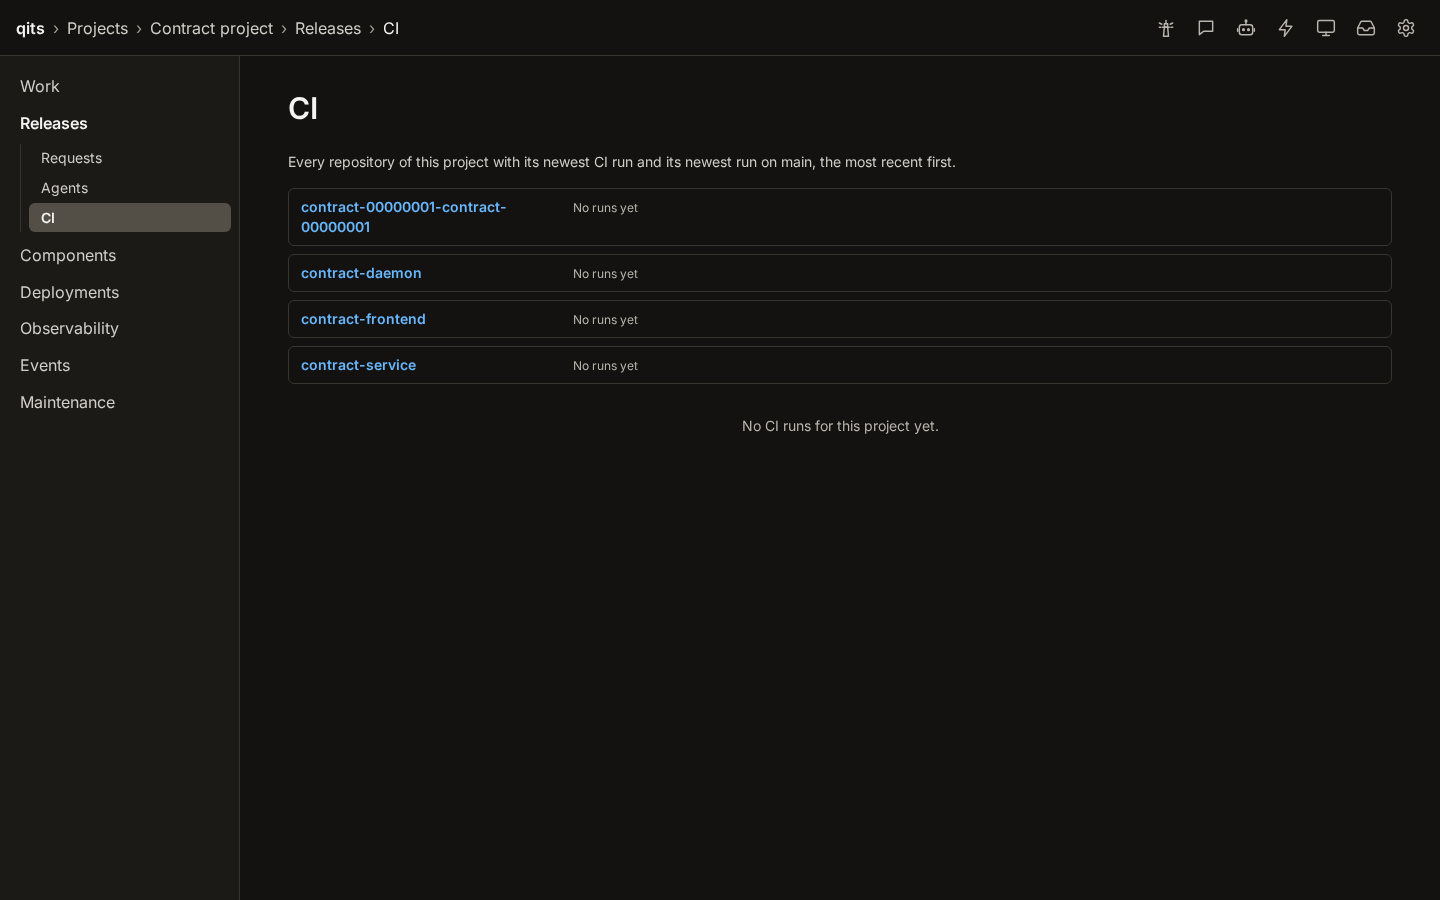 qits › Projects › Contract project › Releases › CI
Work
Releases
Requests
Agents
CI
Components
Deployments
Observability
Events
Maintenance
CI
Every repository of this project with its newest CI run and its newest run on main, the most recent first.
contract-00000001-contract-
00000001
No runs yet
contract-daemon
No runs yet
contract-frontend
No runs yet
contract-service
No runs yet
No CI runs for this project yet.